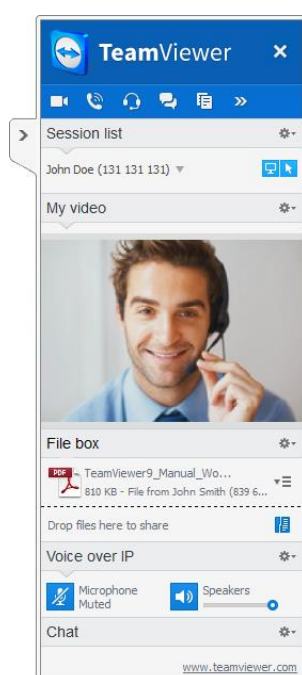 TeamViewer
Session list
John Doe (131 131 131)
My video
File box
PDF
TeamViewer9_Manual_Wo...
810 KB - File from John Smith (839 6...
Drop files here to share
Voice over IP
Microphone
Muted
Speakers
Chat
www.teamviewer.com